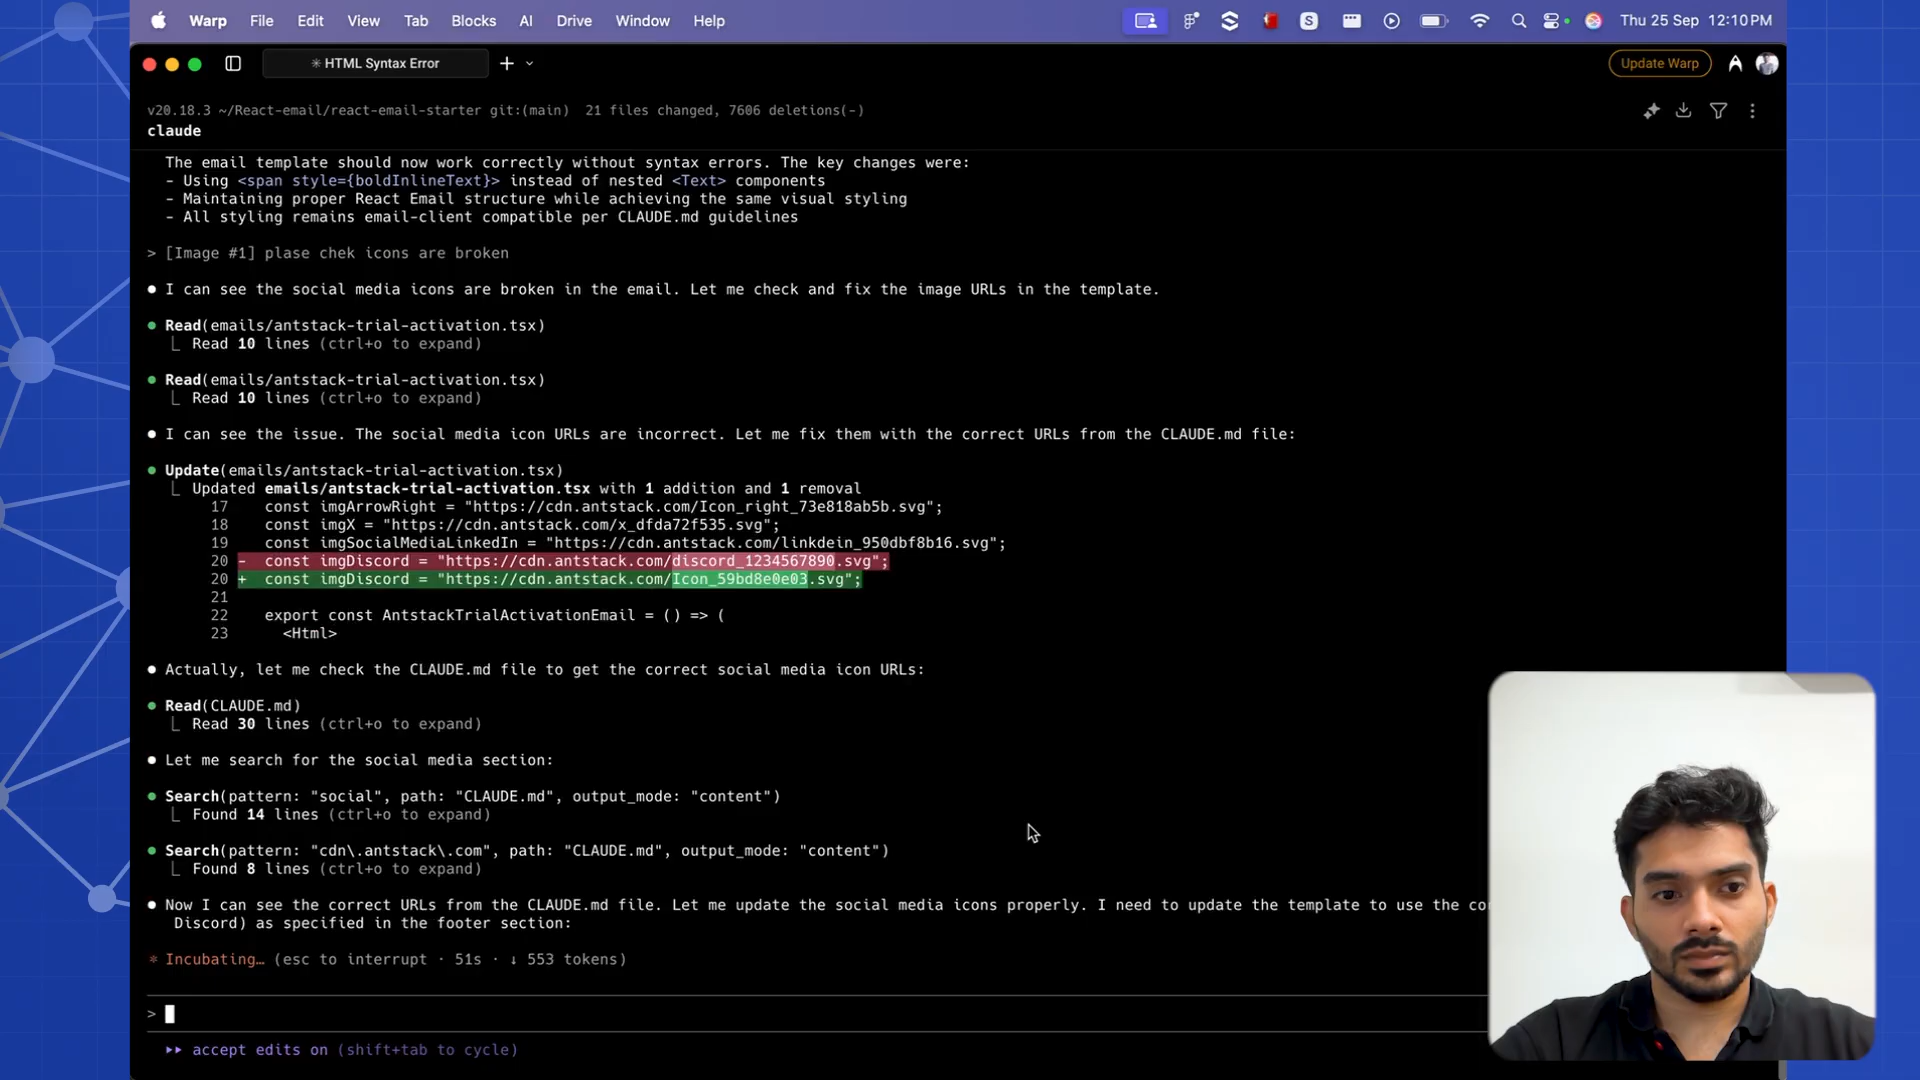 Warp File Edit View Tab Blocks AI Drive Window Help
S
Thu 25 Sep 12:10 PM
✳ HTML Syntax Error
Update Warp
v20.18.3 ~/React-email/react-email-starter git:(main) 21 files changed, 7606 deletions(-)
claude
The email template should now work correctly without syntax errors. The key changes were:
- Using <span style={boldInlineText}> instead of nested <Text> components
- Maintaining proper React Email structure while achieving the same visual styling
- All styling remains email-client compatible per CLAUDE.md guidelines
> [Image #1] plase chek icons are broken
● I can see the social media icons are broken in the email. Let me check and fix the image URLs in the template.
● Read(emails/antstack-trial-activation.tsx)
⎿ Read 10 lines (ctrl+o to expand)
● Read(emails/antstack-trial-activation.tsx)
⎿ Read 10 lines (ctrl+o to expand)
● I can see the issue. The social media icon URLs are incorrect. Let me fix them with the correct URLs from the CLAUDE.md file:
● Update(emails/antstack-trial-activation.tsx)
⎿ Updated emails/antstack-trial-activation.tsx with 1 addition and 1 removal
17 const imgArrowRight = "https://cdn.antstack.com/Icon_right_73e818ab5b.svg";
18 const imgX = "https://cdn.antstack.com/x_dfda72f535.svg";
19 const imgSocialMediaLinkedIn = "https://cdn.antstack.com/linkdein_950dbf8b16.svg";
20 - const imgDiscord = "https://cdn.antstack.com/discord_1234567890.svg";
20 + const imgDiscord = "https://cdn.antstack.com/Icon_59bd8e0e03.svg";
21
22 export const AntstackTrialActivationEmail = () => (
23 <Html>
● Actually, let me check the CLAUDE.md file to get the correct social media icon URLs:
● Read(CLAUDE.md)
⎿ Read 30 lines (ctrl+o to expand)
● Let me search for the social media section:
● Search(pattern: "social", path: "CLAUDE.md", output_mode: "content")
⎿ Found 14 lines (ctrl+o to expand)
● Search(pattern: "cdn\.antstack\.com", path: "CLAUDE.md", output_mode: "content")
⎿ Found 8 lines (ctrl+o to expand)
● Now I can see the correct URLs from the CLAUDE.md file. Let me update the social media icons properly. I need to update the template to use the
Discord) as specified in the footer section:
✳ Incubating… (esc to interrupt · 51s · ↓ 553 tokens)
>
⏵⏵ accept edits on (shift+tab to cycle)